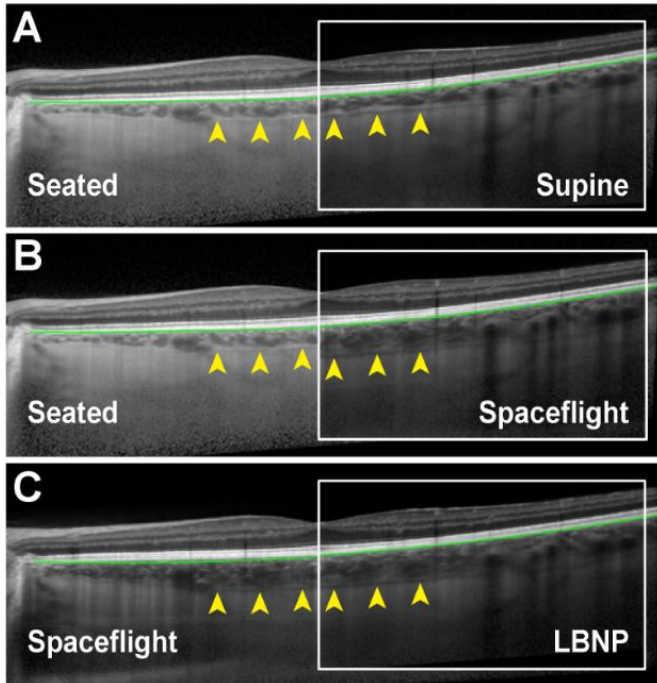 A
Seated Supine
B
Seated Spaceflight
C
Spaceflight LBNP